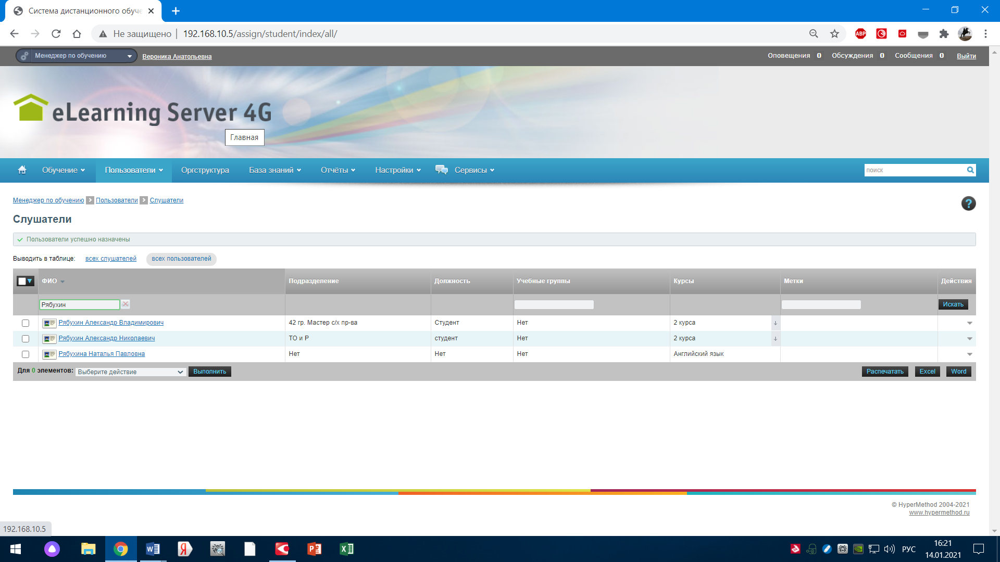 Система дистанционного обуче
Не защищено 192.168.10.5/assign/student/index/all/
ABP
Менеджер по обучению Вероника Анатольевна Оповещения 0 Обсуждения 0 Сообщения 0 Выйти
eLearning Server 4G
Главная
Обучение Пользователи Оргструктура База знаний Отчёты Настройки Сервисы поиск
Менеджер по обучению Пользователи Слушатели
?
Слушатели
Пользователи успешно назначены
Выводить в таблице: всех слушателей всех пользователей
ФИО Подразделение Должность Учебные группы Курсы Метки Действия
Рябухин Искать
Рябухин Александр Владимирович 42 гр. Мастер с/х пр-ва Студент Нет 2 курса
Рябухин Александр Николаевич ТО и Р студент Нет 2 курса
Рябухина Наталья Павловна Нет Нет Нет Английский язык
Для 0 элементов: Выберите действие Выполнить Распечатать Excel Word
© HyperMethod 2004-2021
www.hypermethod.ru
192.168.10.5
РУС
16:21
14.01.2021